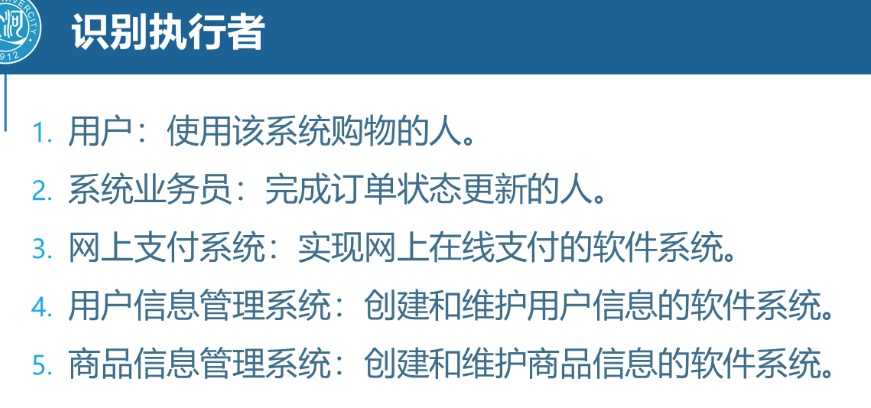 识别执行者
1. 用户：使用该系统购物的人。
2. 系统业务员：完成订单状态更新的人。
3. 网上支付系统：实现网上在线支付的软件系统。
4. 用户信息管理系统：创建和维护用户信息的软件系统。
5. 商品信息管理系统：创建和维护商品信息的软件系统。